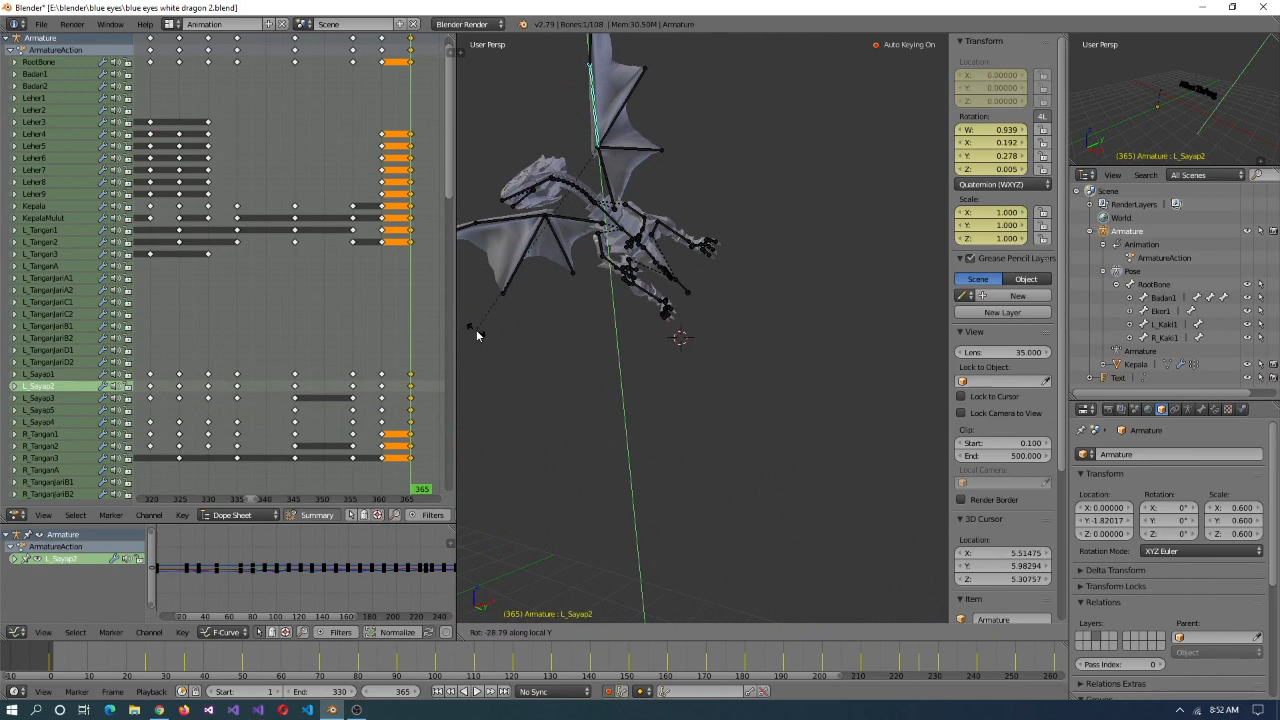 Blender* [E:\blender\blue eyes\blue eyes white dragon 2.blend]
File Render Window Help Animation Scene Blender Render v2.79 | Bones:1/108 | Mem:30.50M | Armature
Armature
ArmatureAction
RootBone
Badan1
Badan2
Leher1
Leher2
Leher3
Leher4
Leher5
Leher6
Leher7
Leher8
Leher9
Kepala
KepalaMulut
L_Tangan1
L_Tangan2
L_Tangan3
L_TanganA
L_TanganJariA1
L_TanganJariA2
L_TanganJariC1
L_TanganJariC2
L_TanganJariB1
L_TanganJariB2
L_TanganJariD1
L_TanganJariD2
L_Sayap1
L_Sayap2
L_Sayap3
L_Sayap5
L_Sayap4
R_Tangan1
R_Tangan2
R_Tangan3
R_TanganA
R_TanganJariB1
R_TanganJariB2
365
320 325 330 335 340 345 350 355 360 365
View Select Marker Channel Key Dope Sheet Summary Filters
Armature
ArmatureAction
L_Sayap2
20 40 60 80 100 120 140 160 180 200 220 240
View Select Marker Channel Key F-Curve Filters Normalize
User Persp
Auto Keying On
(365) Armature : L_Sayap2
Rot: -28.79 along local Y
Transform
Location:
X: 0.00000
Y: 0.00000
Z: 0.00000
Rotation: 4L
W: 0.939
X: 0.192
Y: 0.278
Z: 0.005
Quaternion (WXYZ)
Scale:
X: 1.000
Y: 1.000
Z: 1.000
Grease Pencil Layers
Scene Object
New
New Layer
View
Lens: 35.000
Lock to Object:
Lock to Cursor
Lock Camera to View
Clip:
Start: 0.100
End: 500.000
Local Camera:
Render Border
3D Cursor
Location:
X: 5.51475
Y: 5.98294
Z: 5.30757
Item
Armature
User Persp
(365) Armature : L_Sayap2
View Search All Scenes
Scene
RenderLayers
World
Armature
Animation
ArmatureAction
Pose
RootBone
Badan1
Ekor1
L_Kaki1
R_Kaki1
Armature
Kepala
Text
Armature
Armature
Transform
Location: Rotation: Scale:
X: 0.00000 X: 0° X: 0.600
Y: -1.82017 Y: 0° Y: 0.600
Z: 0.00000 Z: 0° Z: 0.600
Rotation Mode: XYZ Euler
Delta Transform
Transform Locks
Relations
Layers: Parent:
Object
Pass Index: 0
Relations Extras
-10 0 10 20 30 40 50 60 70 80 90 100 110 120 130 140 150 160 170 180 190 200 210 220 230 240 250 260
View Marker Frame Playback Start: 1 End: 330 365 No Sync
8:52 AM